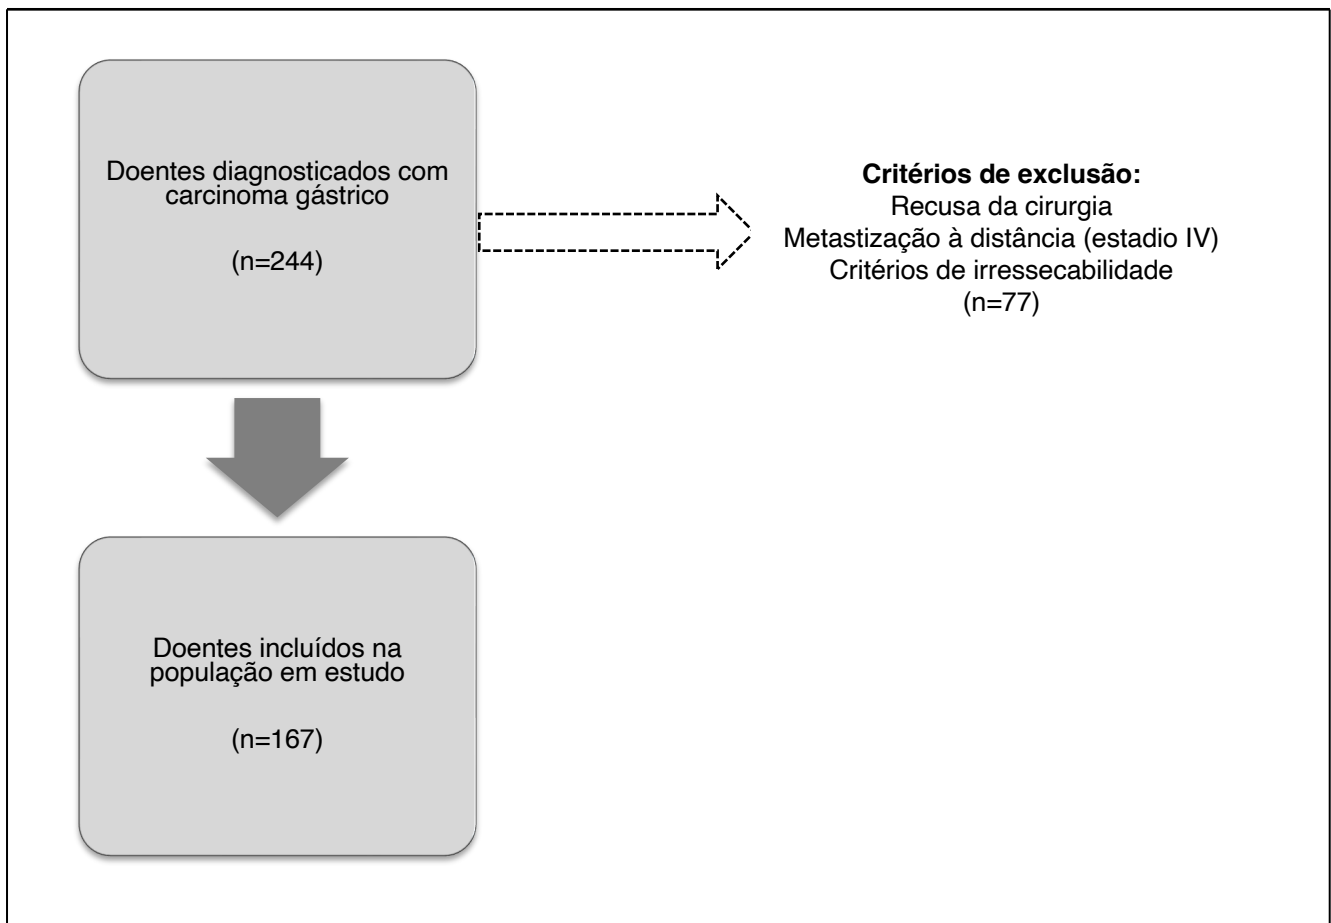 Doentes diagnosticados com
carcinoma gástrico
(n=244)
Critérios de exclusão:
Recusa da cirurgia
Metastização à distância (estadio IV)
Critérios de irressecabilidade
(n=77)
Doentes incluídos na
população em estudo
(n=167)